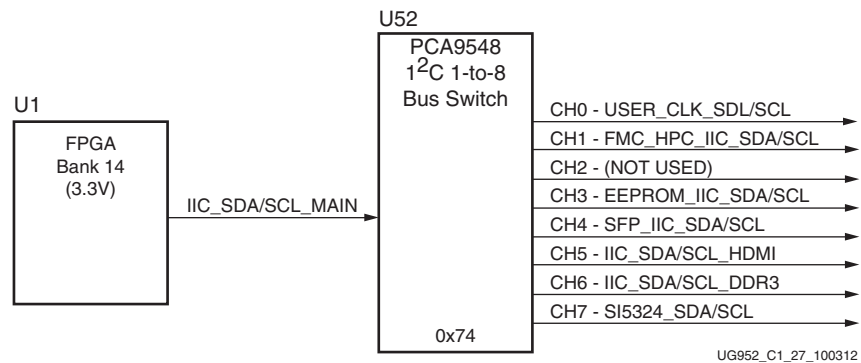 U52
PCA9548
1²C 1-to-8
Bus Switch
U1
FPGA
Bank 14
(3.3V)
IIC_SDA/SCL_MAIN
CH0 - USER_CLK_SDL/SCL
CH1 - FMC_HPC_IIC_SDA/SCL
CH2 - (NOT USED)
CH3 - EEPROM_IIC_SDA/SCL
CH4 - SFP_IIC_SDA/SCL
CH5 - IIC_SDA/SCL_HDMI
CH6 - IIC_SDA/SCL_DDR3
CH7 - SI5324_SDA/SCL
0x74
UG952_C1_27_100312